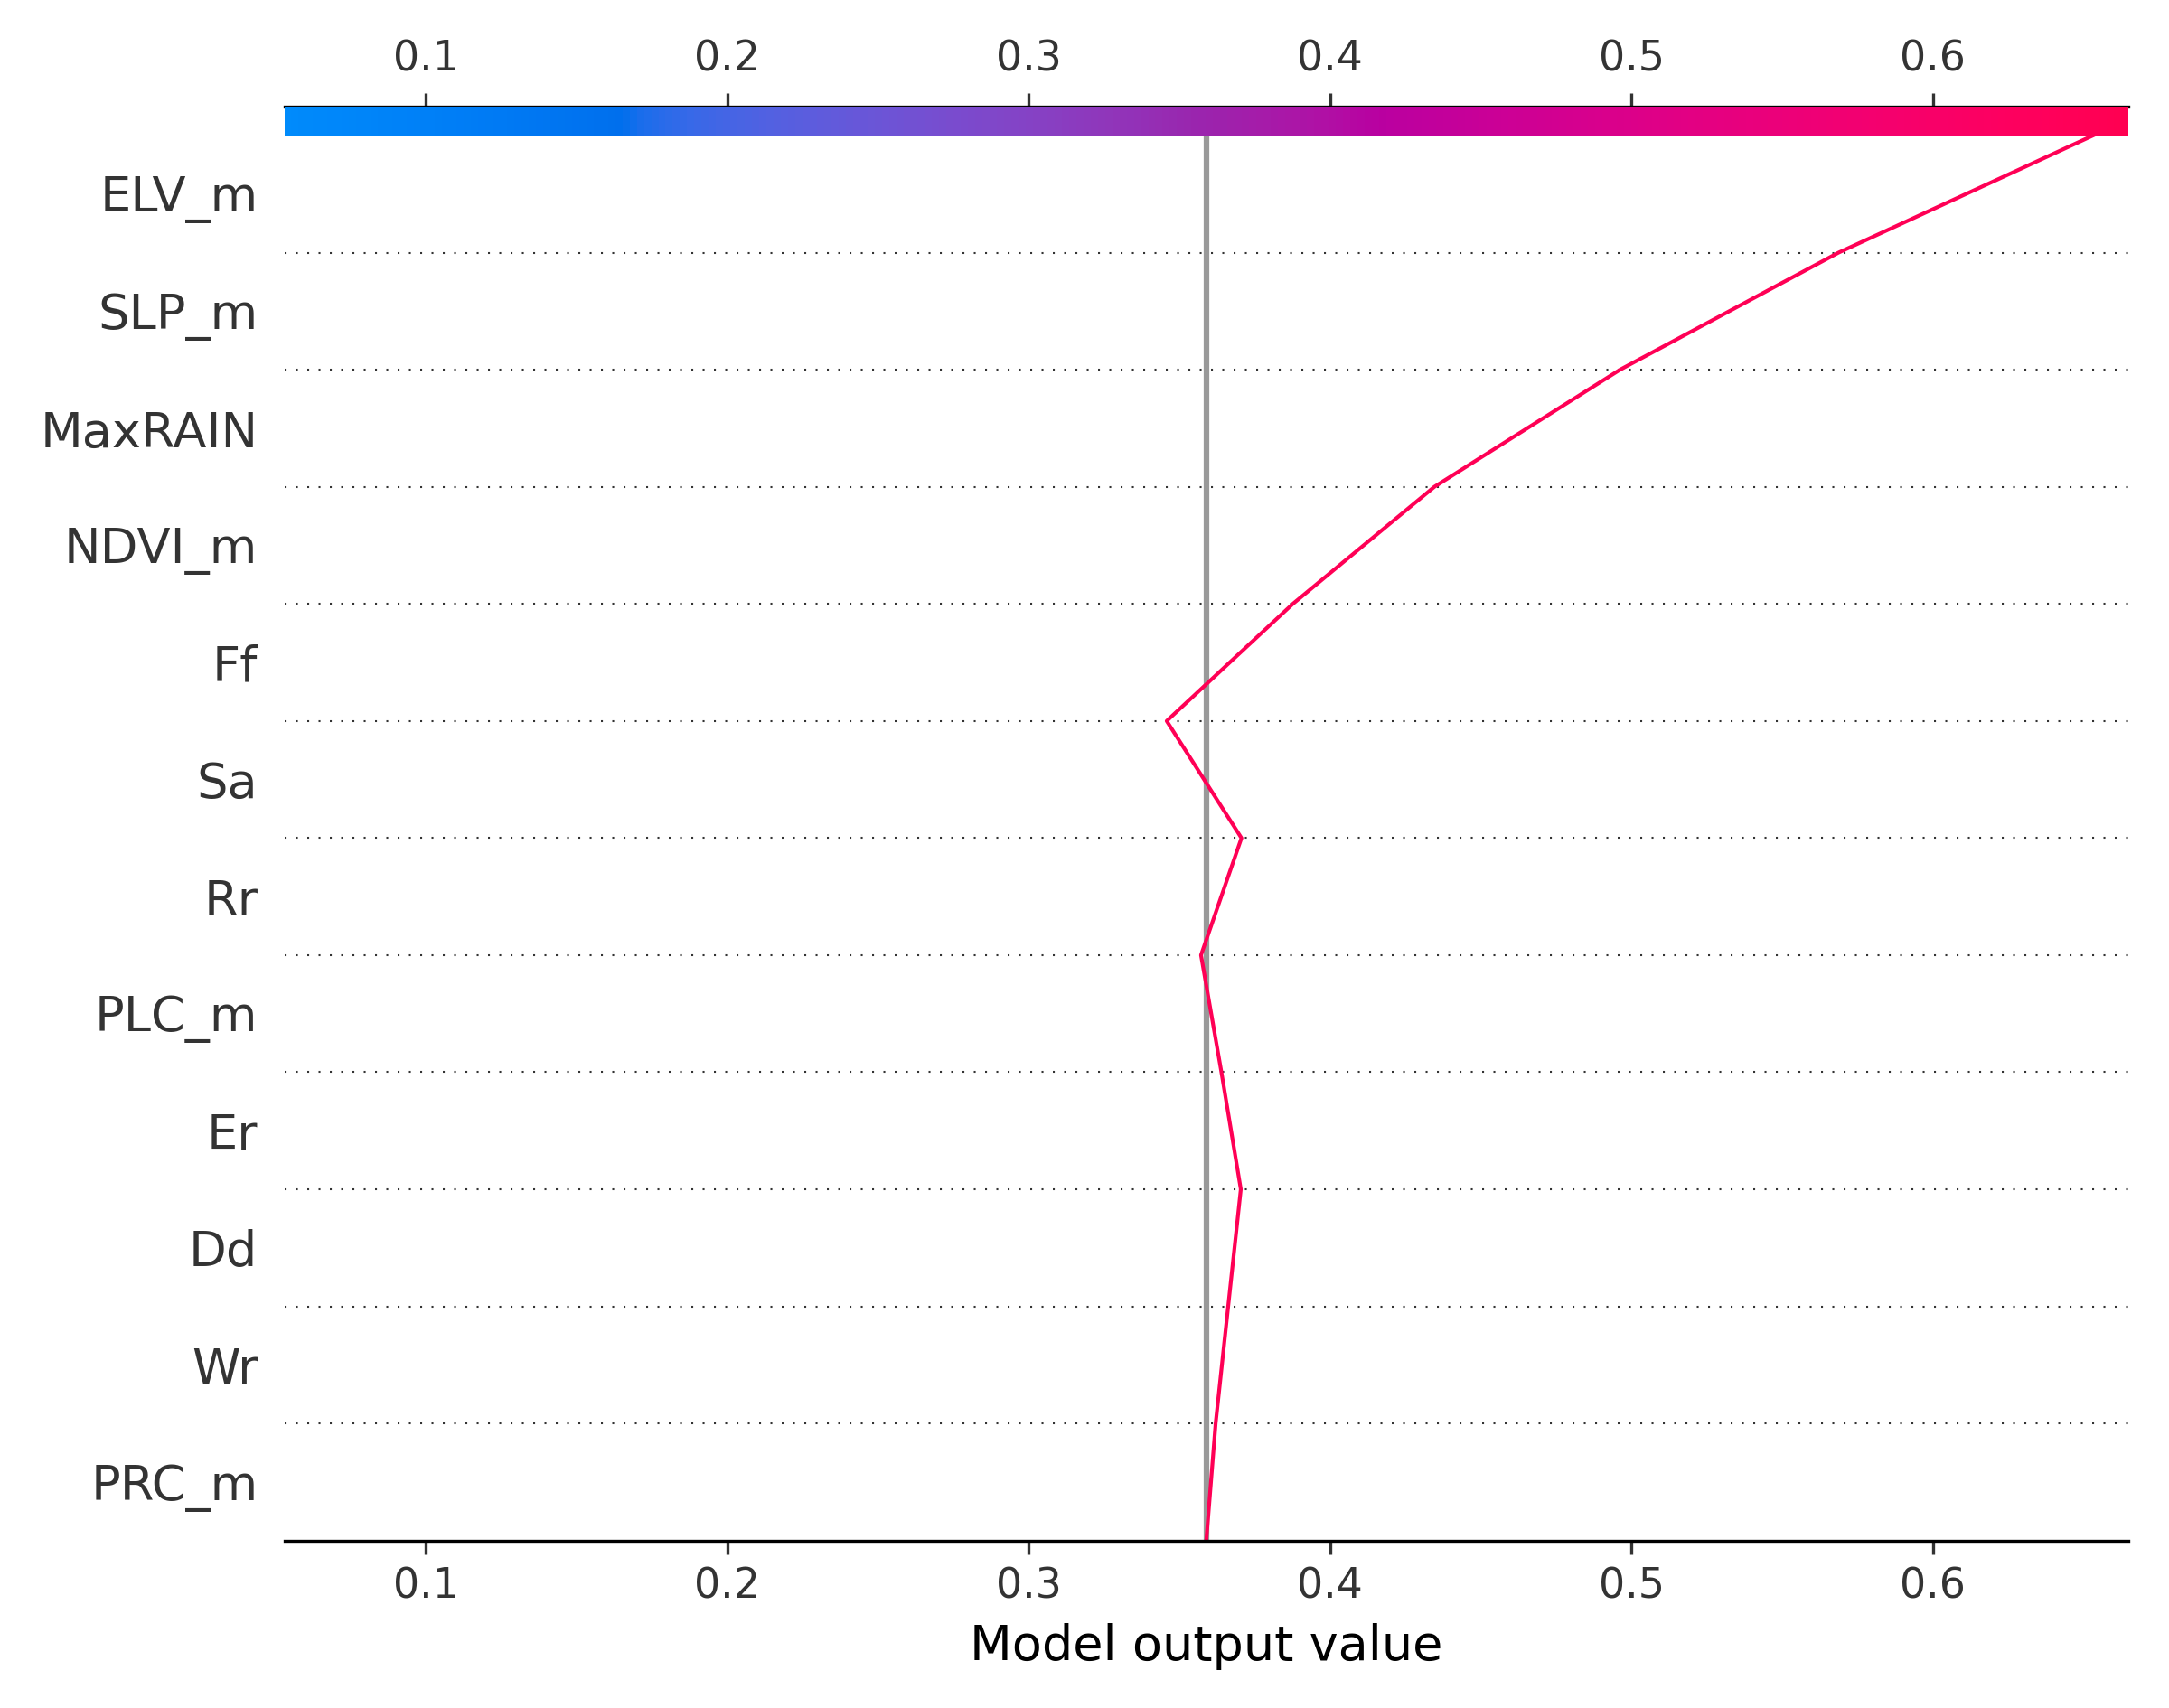 0.1 0.2 0.3 0.4 0.5 0.6
ELV_m
SLP_m
MaxRAIN
NDVI_m
Ff
Sa
Rr
PLC_m
Er
Dd
Wr
PRC_m
0.1 0.2 0.3 0.4 0.5 0.6
Model output value